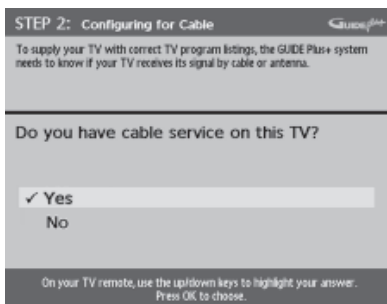 STEP 2: Configuring for Cable
GUIDE Plus+
To supply your TV with correct TV program listings, the GUIDE Plus+ system
needs to know if your TV receives its signal by cable or antenna.
Do you have cable service on this TV?
✓ Yes
No
On your TV remote, use the up/down keys to highlight your answer.
Press OK to choose.